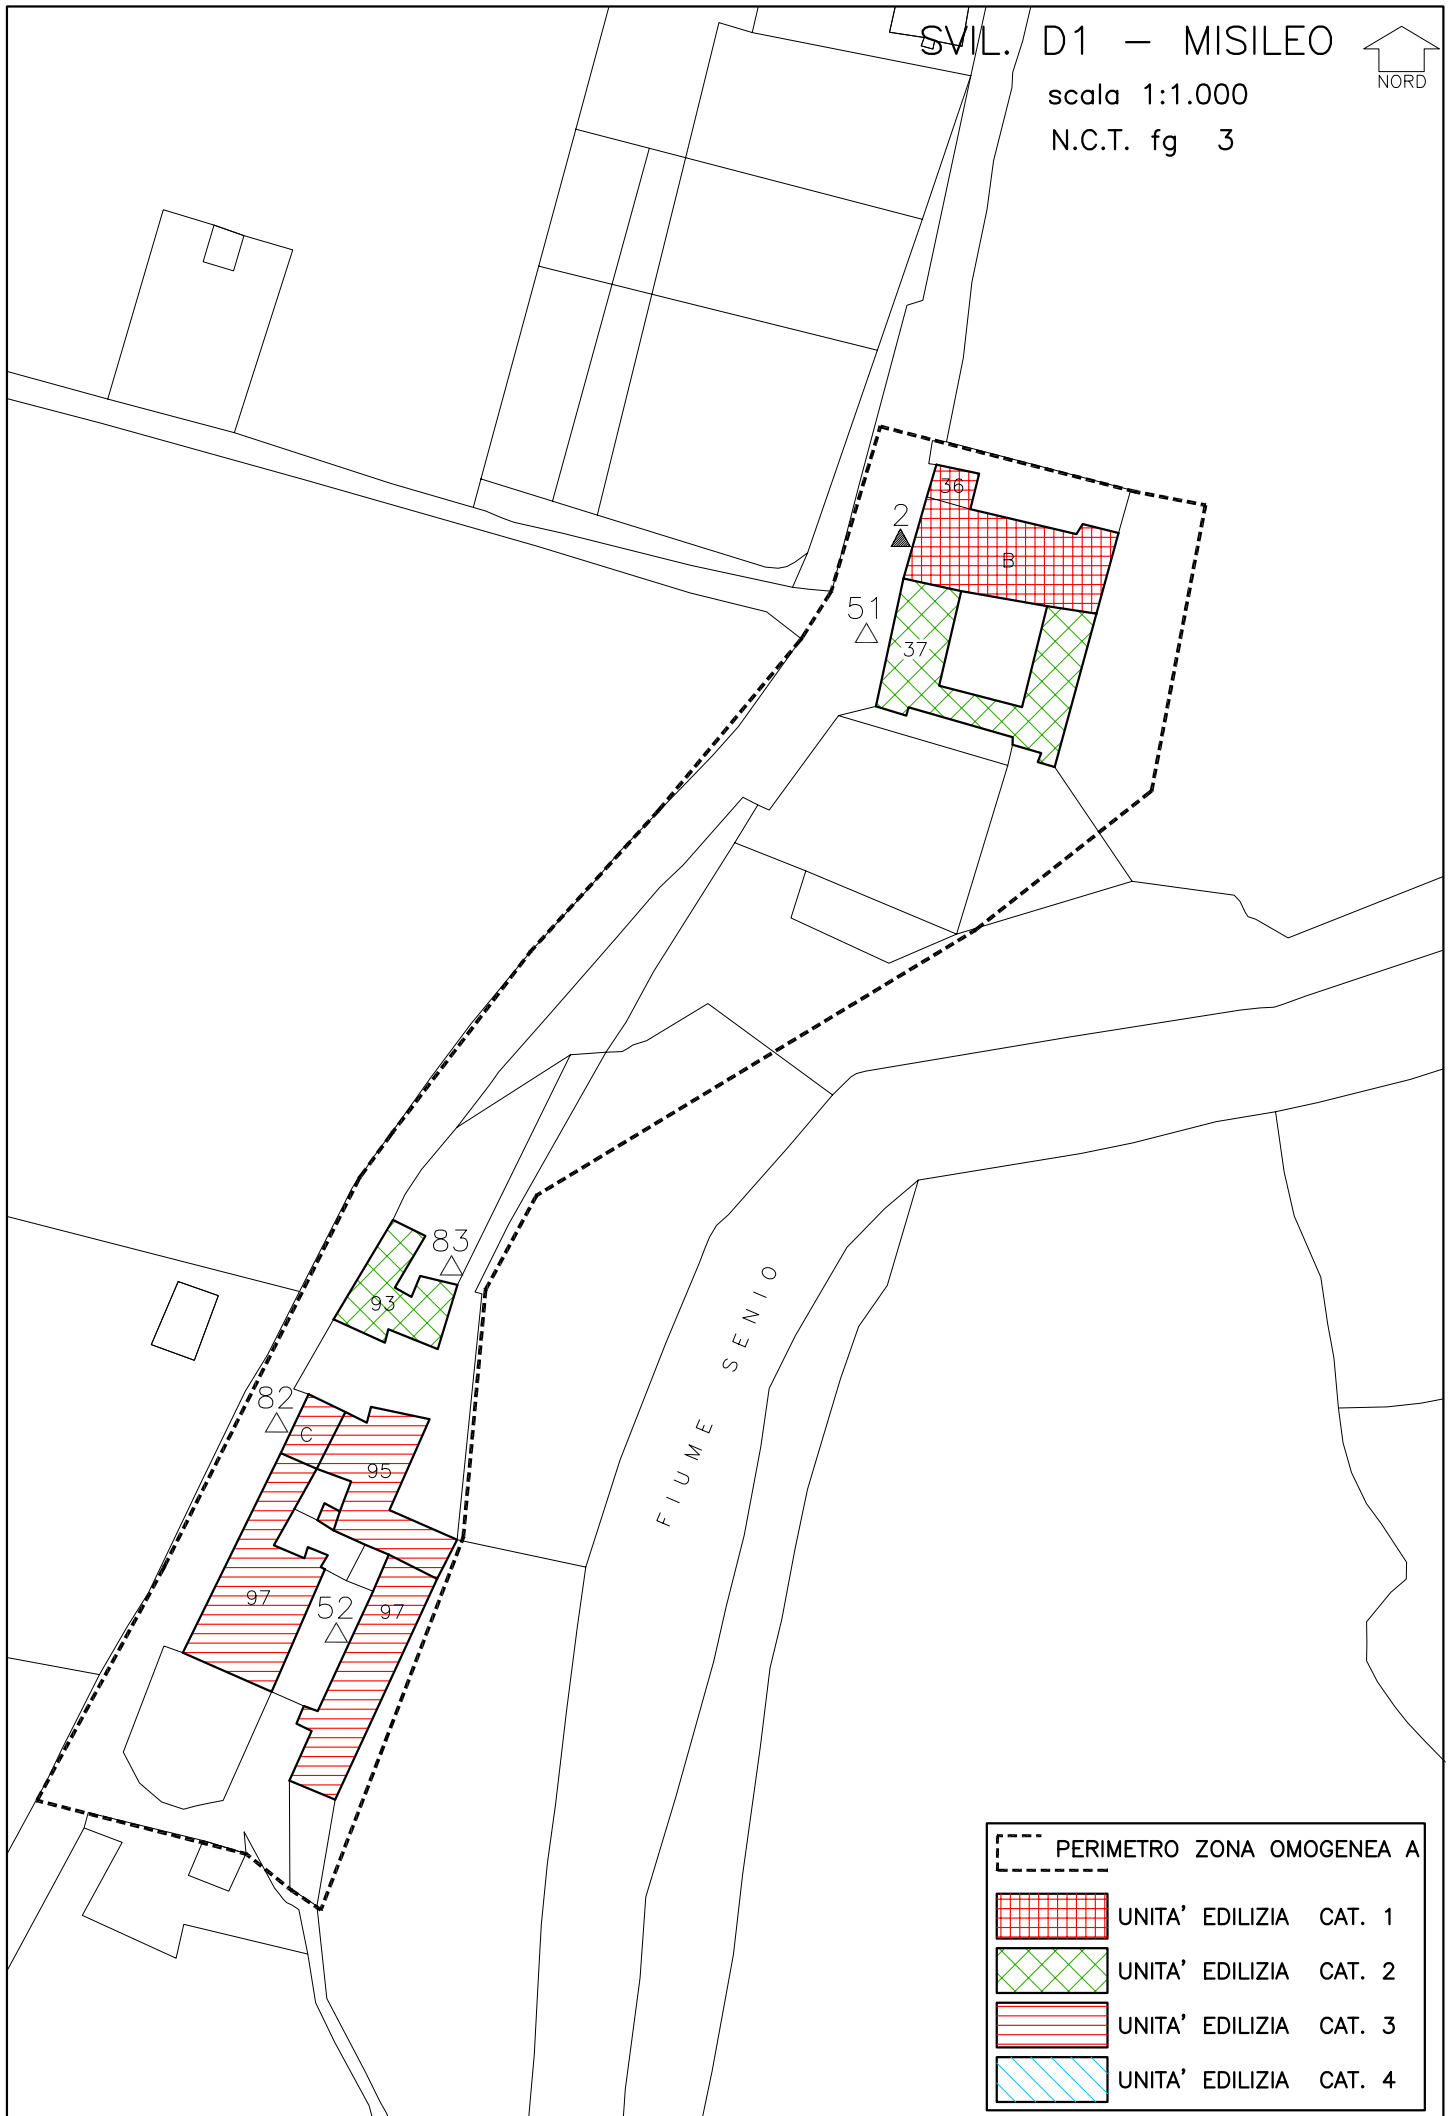 SVIL. D1 - MISILEO
NORD
scala 1:1.000
N.C.T. fg 3
36
2
B
51
37
83
93
82
C
95
97
52
97
FIUME SENIO
PERIMETRO ZONA OMOGENEA A
UNITA' EDILIZIA CAT. 1
UNITA' EDILIZIA CAT. 2
UNITA' EDILIZIA CAT. 3
UNITA' EDILIZIA CAT. 4